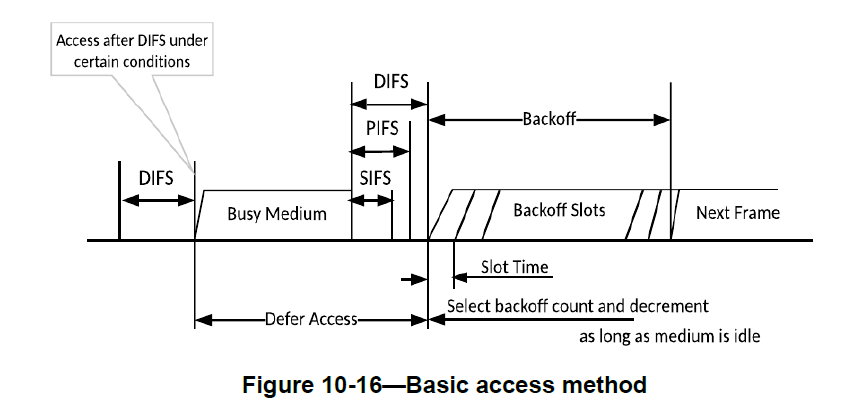 Access after DIFS under
certain conditions
DIFS
DIFS
PIFS
SIFS
Backoff
Busy Medium
Backoff Slots
Next Frame
Slot Time
Defer Access
Select backoff count and decrement
as long as medium is idle
Figure 10-16—Basic access method